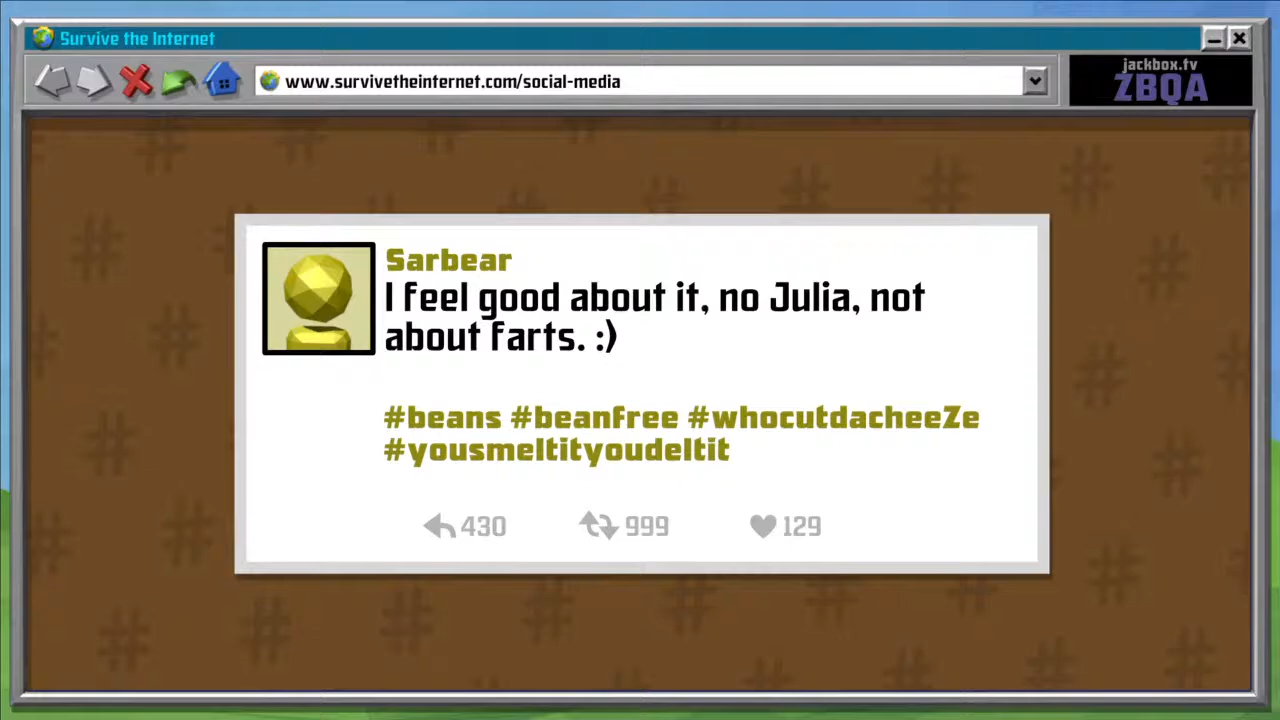 Survive the Internet
www.survivetheinternet.com/social-media
jackbox.tv
ZBQA
Sarbear
I feel good about it, no Julia, not
about farts. :)
#beans #beanfree #whocutdacheeZe
#yousmeltityoudeltit
430 999 129